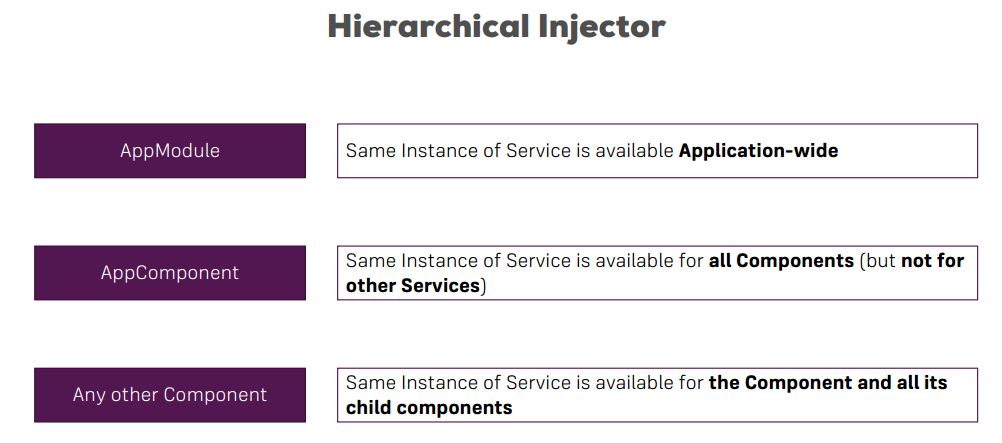 Hierarchical Injector
AppModule
Same Instance of Service is available Application-wide
AppComponent
Same Instance of Service is available for all Components (but not for
other Services)
Any other Component
Same Instance of Service is available for the Component and all its
child components